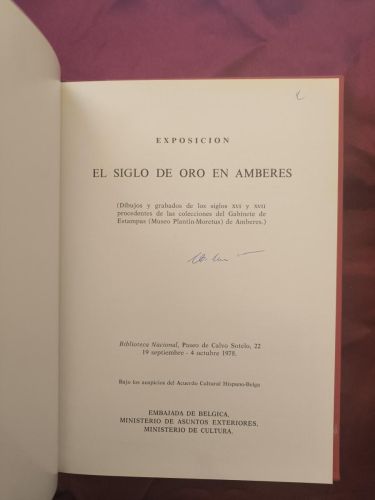 EXPOSICION
EL SIGLO DE ORO EN AMBERES
(Dibujos y grabados de los siglos XVI y XVII
procedentes de las colecciones del Gabinete de
Estampas (Museo Plantin-Moretus) de Amberes.)
Biblioteca Nacional, Paseo de Calvo Sotelo, 22
19 septiembre - 4 octubre 1978.
Bajo los auspicios del Acuerdo Cultural Hispano-Belga
EMBAJADA DE BELGICA.
MINISTERIO DE ASUNTOS EXTERIORES.
MINISTERIO DE CULTURA.